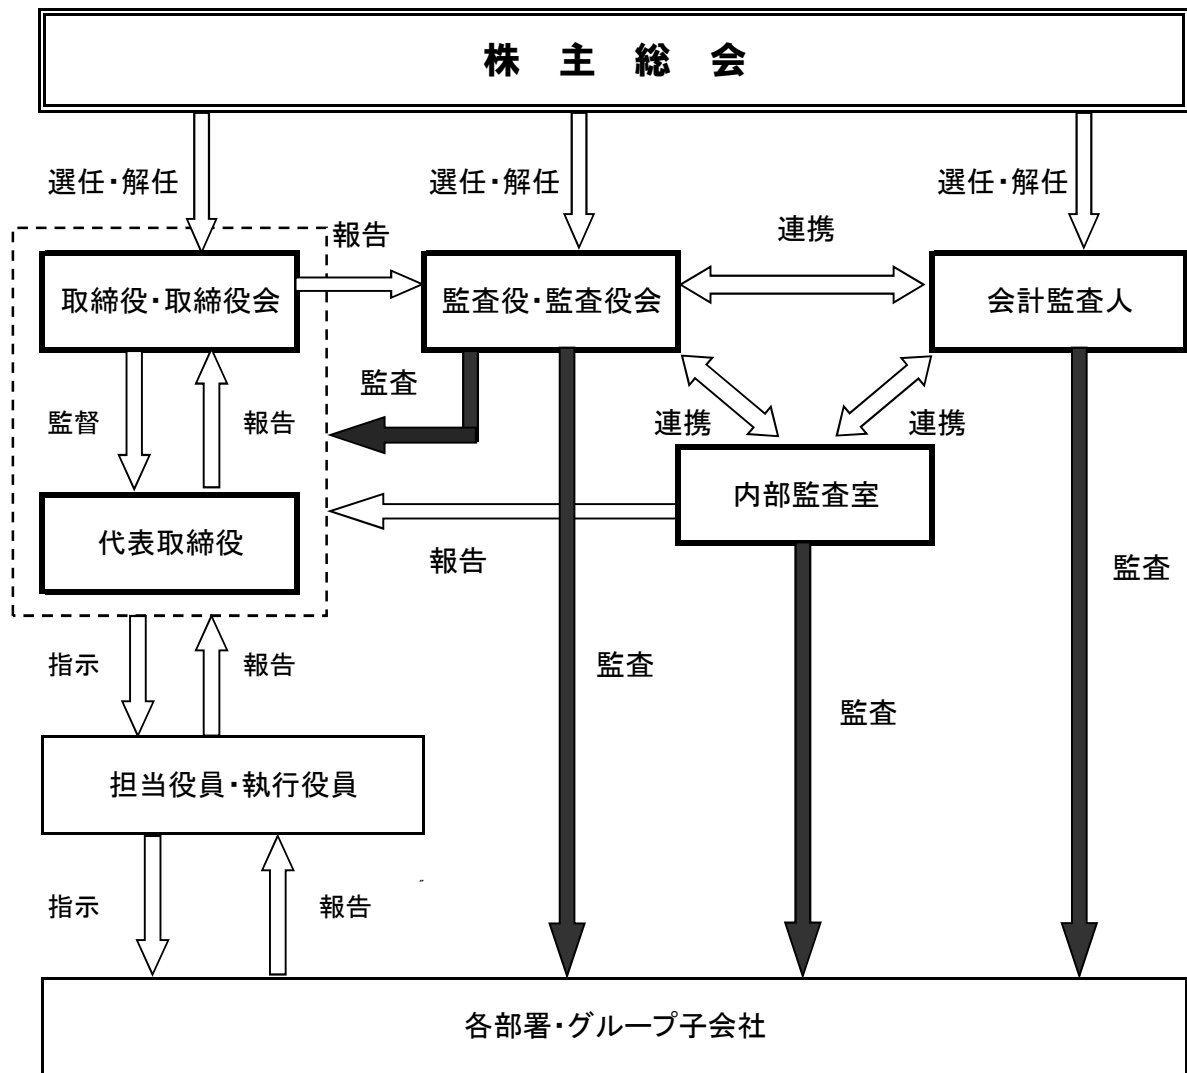 株 主 総 会
選任・解任
選任・解任
選任・解任
報告
連携
取締役・取締役会
監査役・監査役会
会計監査人
監査
監督
報告
連携
連携
内部監査室
代表取締役
報告
監査
指示
報告
監査
監査
担当役員・執行役員
指示
報告
各部署・グループ子会社